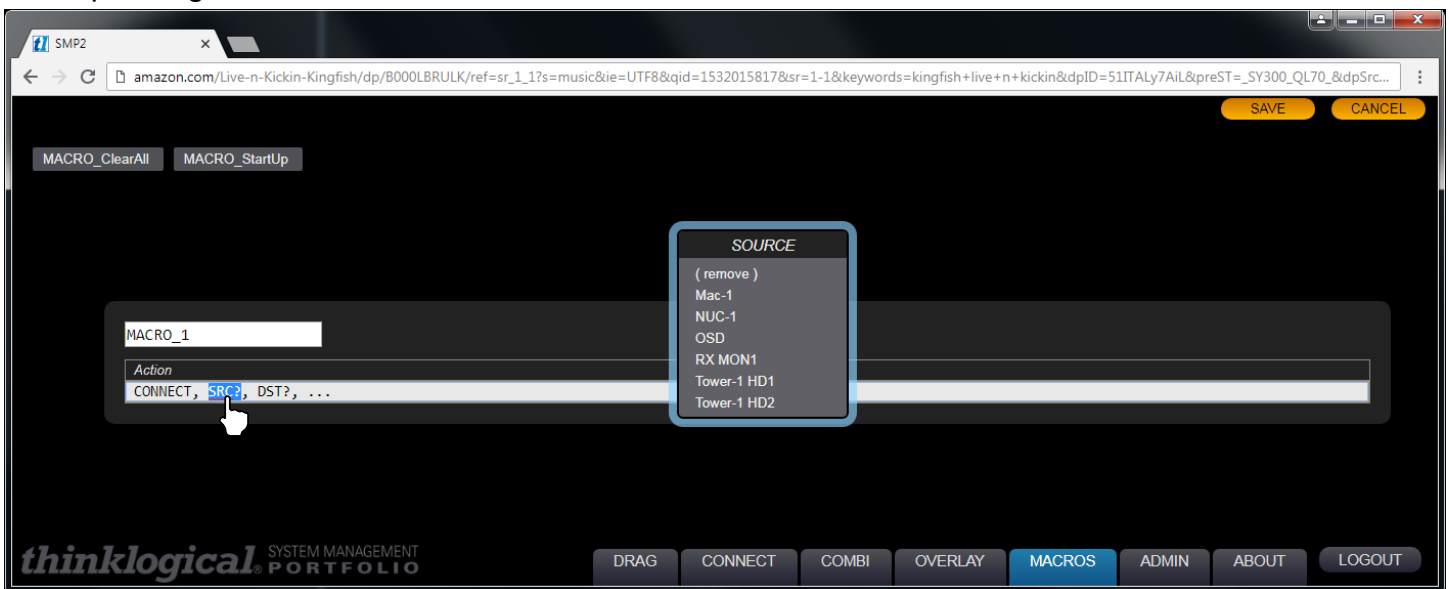 SMP2
amazon.com/Live-n-Kickin-Kingfish/dp/B000LBRULK/ref=sr_1_1?s=music&ie=UTF8&qid=1532015817&sr=1-1&keywords=kingfish+live+n+kickin&dpID=51ITALy7AiL&preST=_SY300_QL70_&dpSrc...
SAVE CANCEL
MACRO_ClearAll MACRO_StartUp
SOURCE
( remove )
Mac-1
NUC-1
OSD
RX MON1
Tower-1 HD1
Tower-1 HD2
MACRO_1
Action
CONNECT, SRC?, DST?, ...
thinklogical® SYSTEM MANAGEMENT
PORTFOLIO
DRAG CONNECT COMBI OVERLAY MACROS ADMIN ABOUT LOGOUT